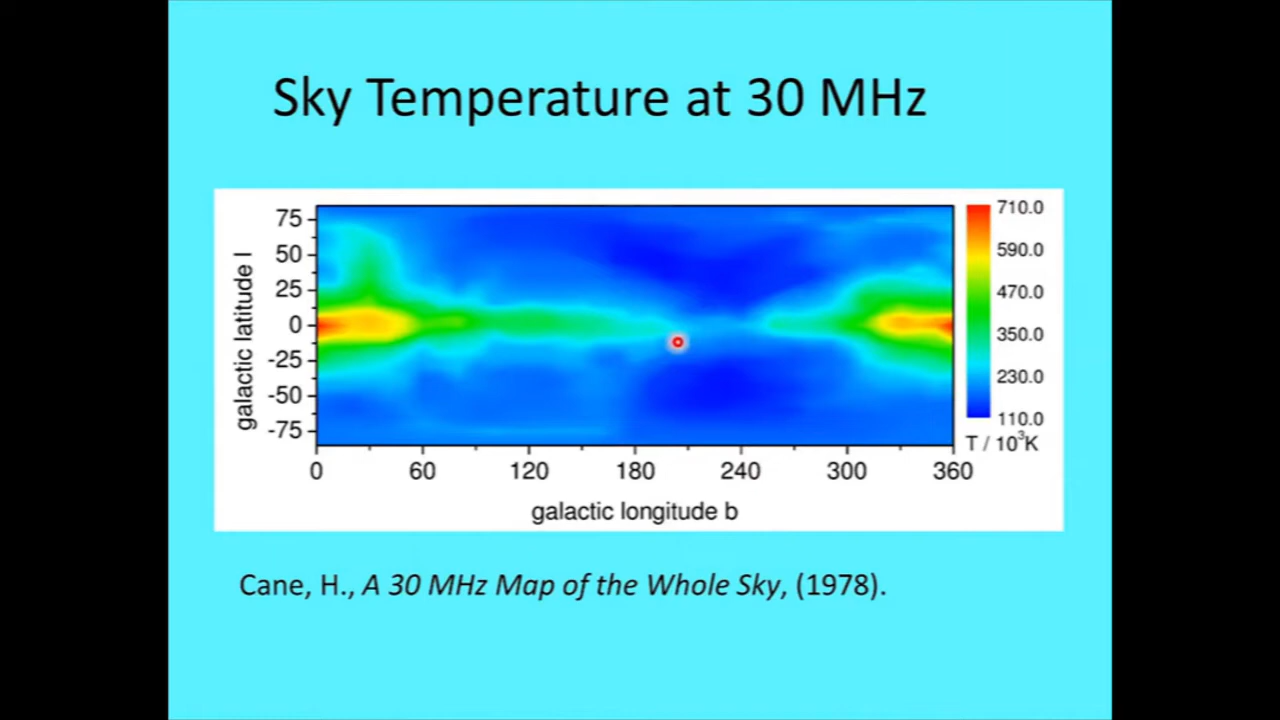 Sky Temperature at 30 MHz
75
50
25
0
-25
-50
-75
galactic latitude l
0 60 120 180 240 300 360
galactic longitude b
710.0
590.0
470.0
350.0
230.0
110.0
T / 10³K
Cane, H., A 30 MHz Map of the Whole Sky, (1978).